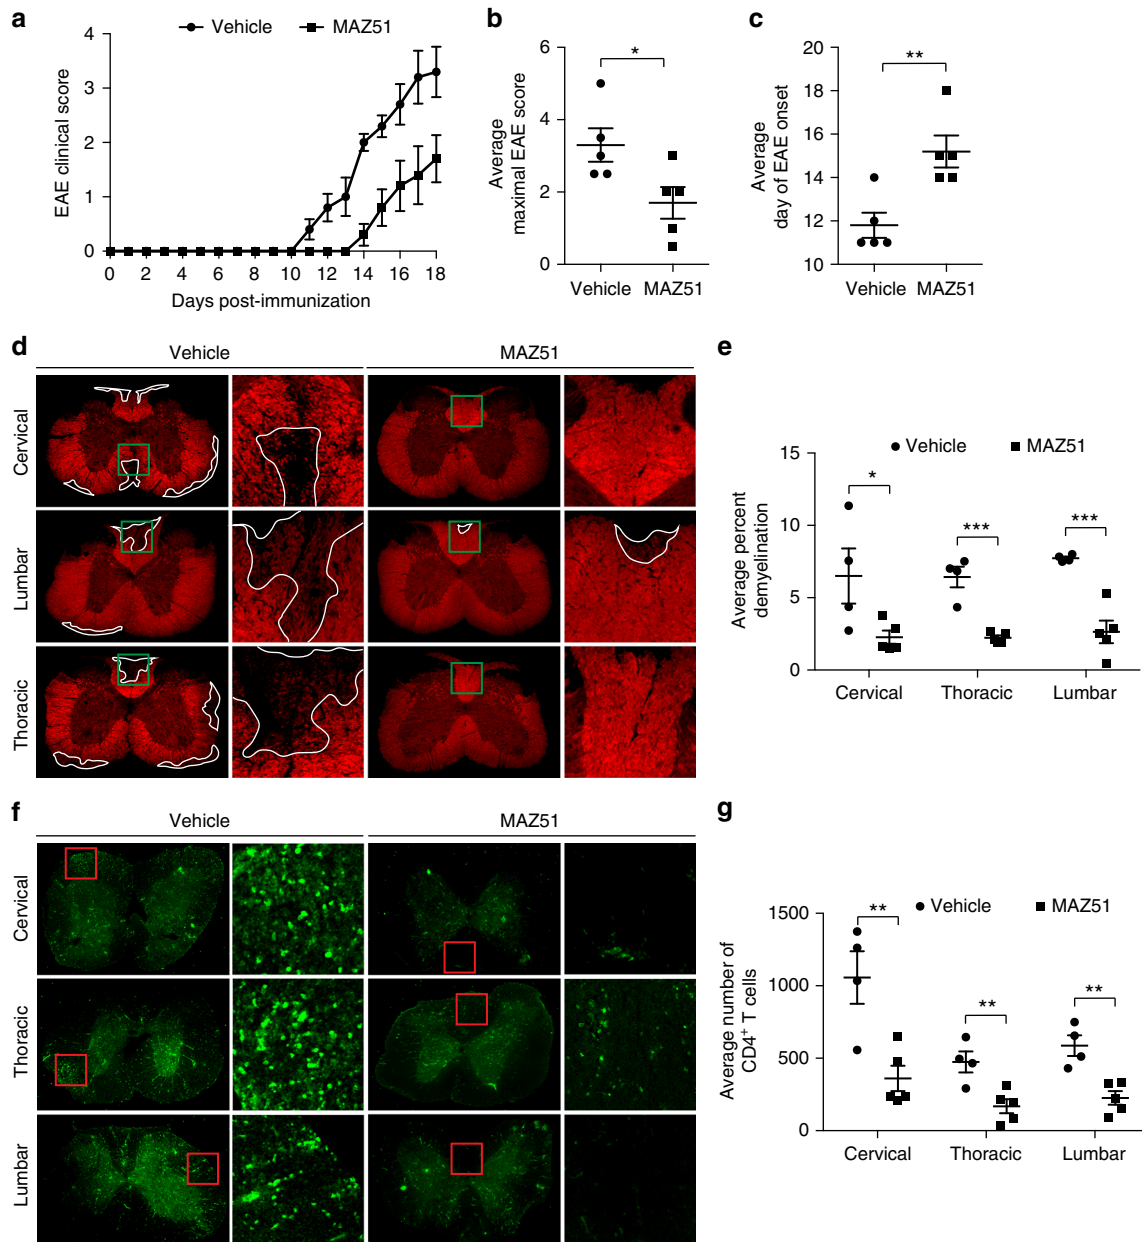 a
Vehicle MAZ51
EAE clinical score
4
3
2
1
0
0 2 4 6 8 10 12 14 16 18
Days post-immunization
b
Average
maximal EAE score
6
4
2
0
*
Vehicle MAZ51
c
Average
day of EAE onset
20
18
16
14
12
10
**
Vehicle MAZ51
d
Vehicle MAZ51
Cervical
Lumbar
Thoracic
e
Vehicle MAZ51
Average percent
demyelination
15
10
5
0
* *** ***
Cervical Thoracic Lumbar
f
Vehicle MAZ51
Cervical
Thoracic
Lumbar
g
Vehicle MAZ51
Average number of
CD4⁺ T cells
1500
1000
500
0
** ** **
Cervical Thoracic Lumbar